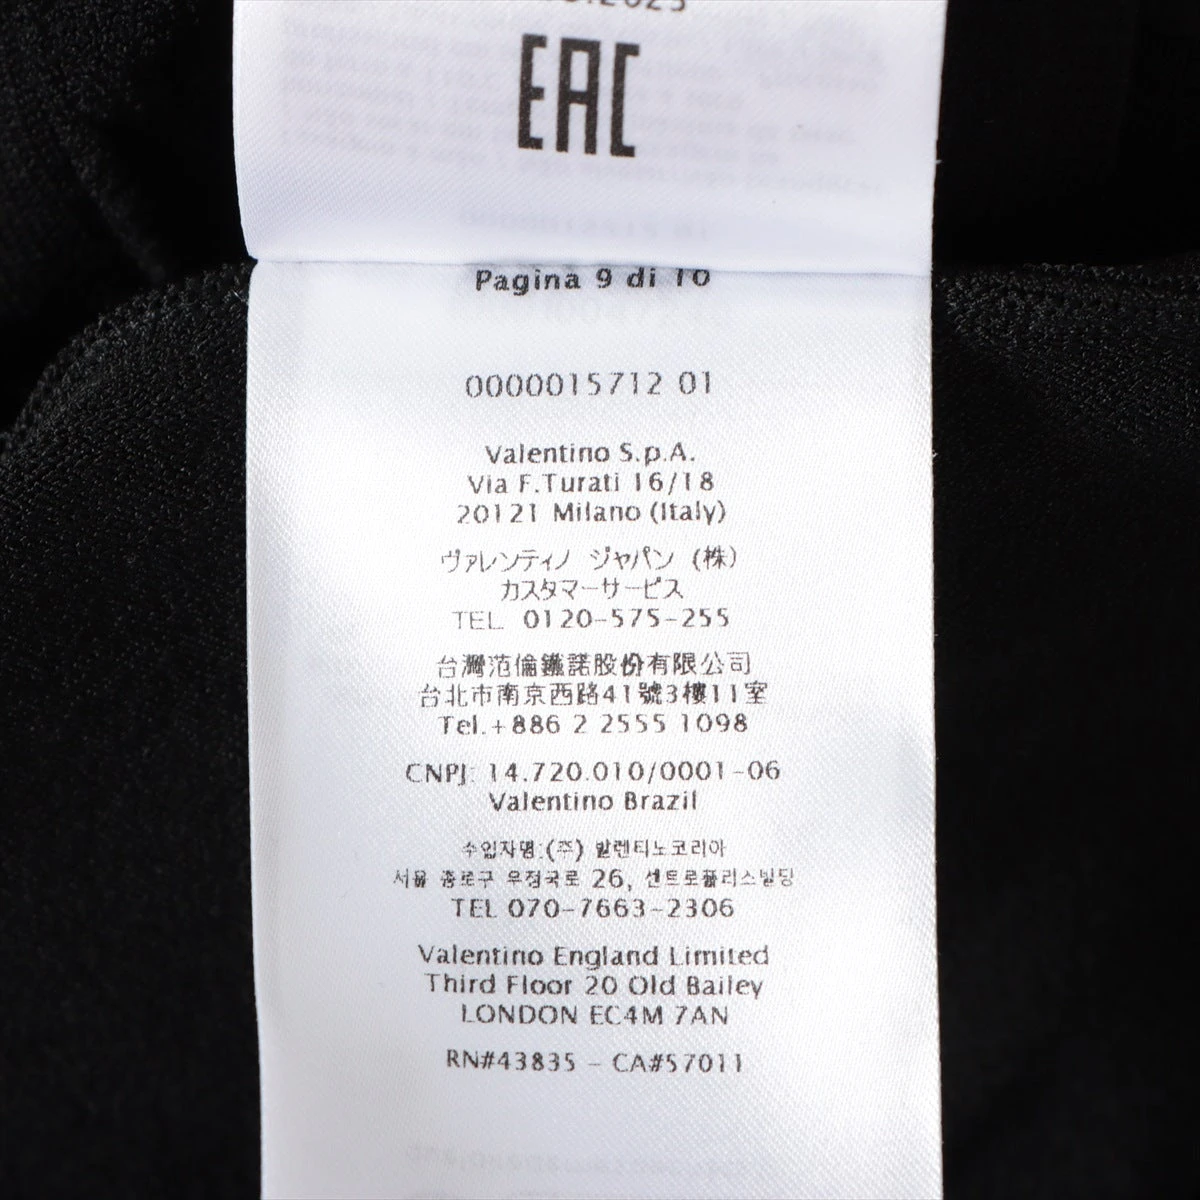 EAC
Pagina 9 di 10
0000015712 01
Valentino S.p.A.
Via F.Turati 16/18
20121 Milano (Italy)
ヴァレンティノ ジャパン (株)
カスタマーサービス
TEL 0120-575-255
台灣范倫鐵諾股份有限公司
台北市南京西路41號3樓11室
Tel.+886 2 2555 1098
CNPJ: 14.720.010/0001-06
Valentino Brazil
수입자명:(주) 발렌티노코리아
서울 종로구 우정국로 26, 센트로폴리스빌딩
TEL 070-7663-2306
Valentino England Limited
Third Floor 20 Old Bailey
LONDON EC4M 7AN
RN#43835 - CA#57011